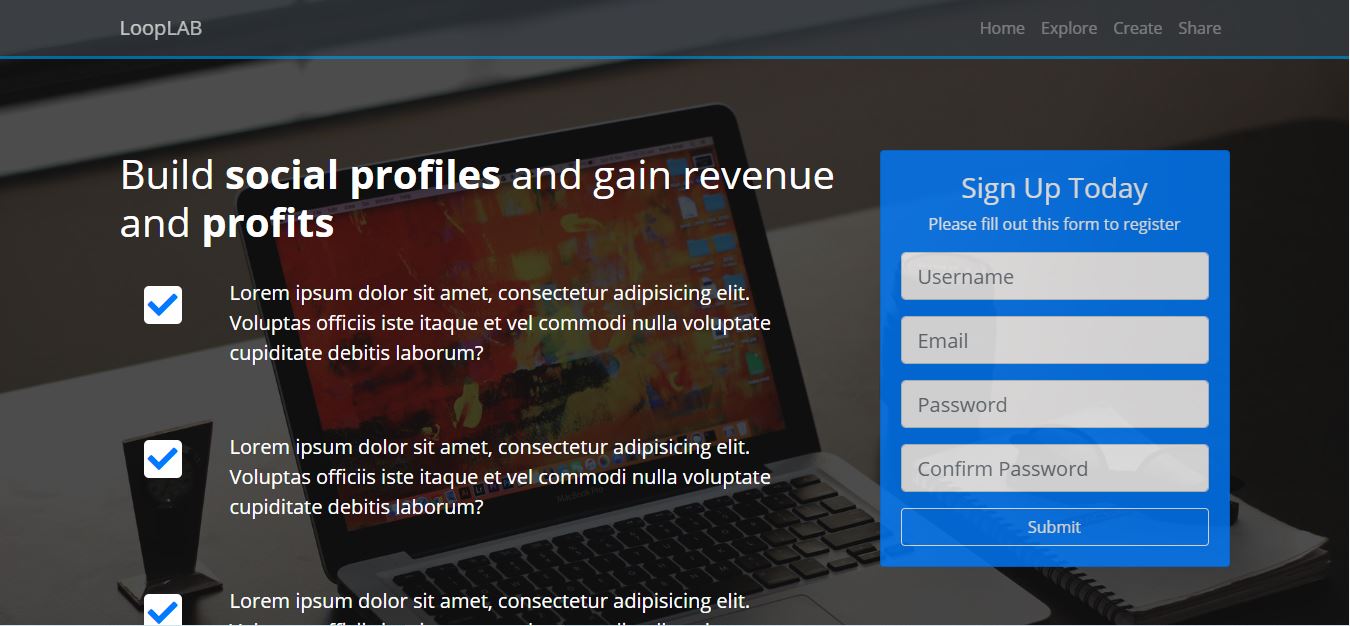 LoopLAB
Home Explore Create Share
Build social profiles and gain revenue
and profits
Lorem ipsum dolor sit amet, consectetur adipisicing elit.
Voluptas officiis iste itaque et vel commodi nulla voluptate
cupiditate debitis laborum?
Lorem ipsum dolor sit amet, consectetur adipisicing elit.
Voluptas officiis iste itaque et vel commodi nulla voluptate
cupiditate debitis laborum?
Lorem ipsum dolor sit amet, consectetur adipisicing elit.
Sign Up Today
Please fill out this form to register
Username
Email
Password
Confirm Password
Submit
MacBook Pro